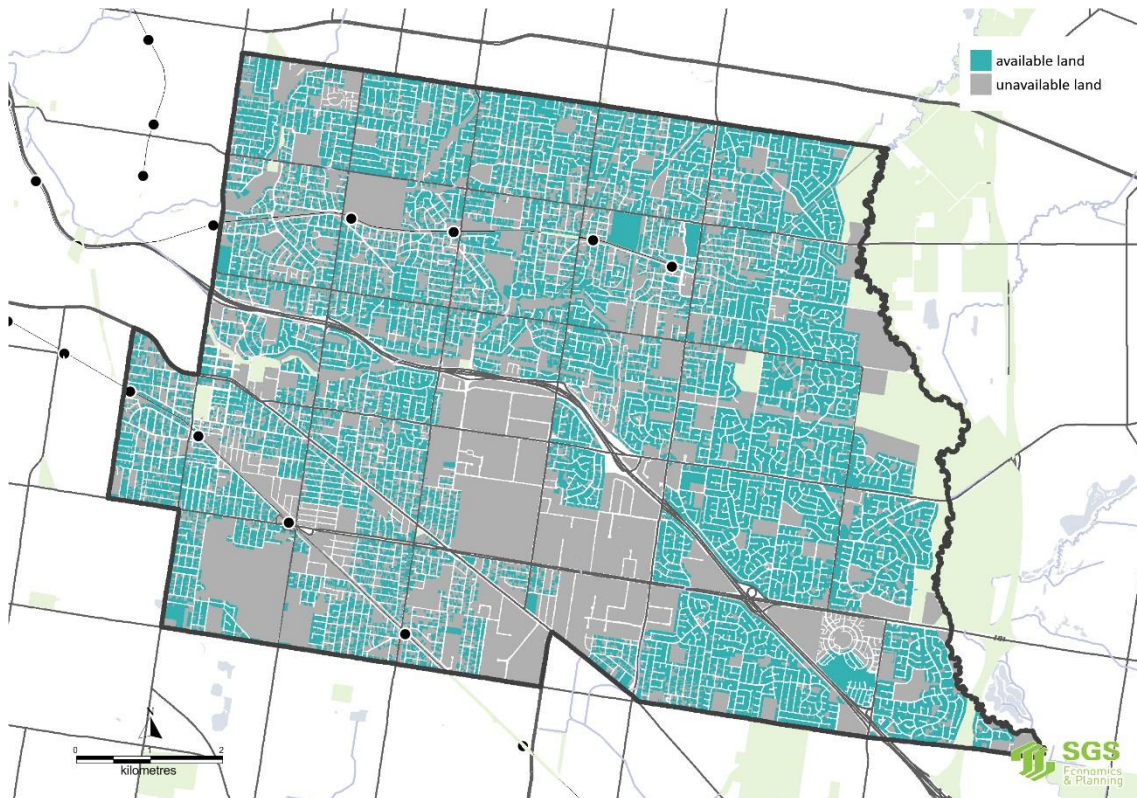 available land
unavailable land
N
0 1 2
kilometres
SGS
Economics
& Planning